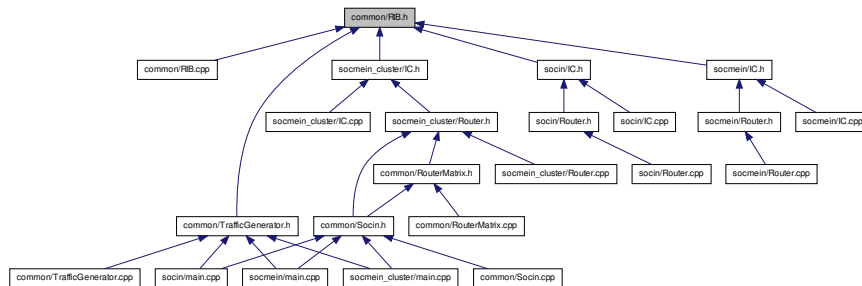 common/RIB.h
common/RIB.cpp
socmein_cluster/IC.h
socin/IC.h
socmein/IC.h
socmein_cluster/IC.cpp
socmein_cluster/Router.h
socin/Router.h
socin/IC.cpp
socmein/Router.h
socmein/IC.cpp
common/RouterMatrix.h
socmein_cluster/Router.cpp
socin/Router.cpp
socmein/Router.cpp
common/TrafficGenerator.h
common/Socin.h
common/RouterMatrix.cpp
common/TrafficGenerator.cpp
socin/main.cpp
socmein/main.cpp
socmein_cluster/main.cpp
common/Socin.cpp